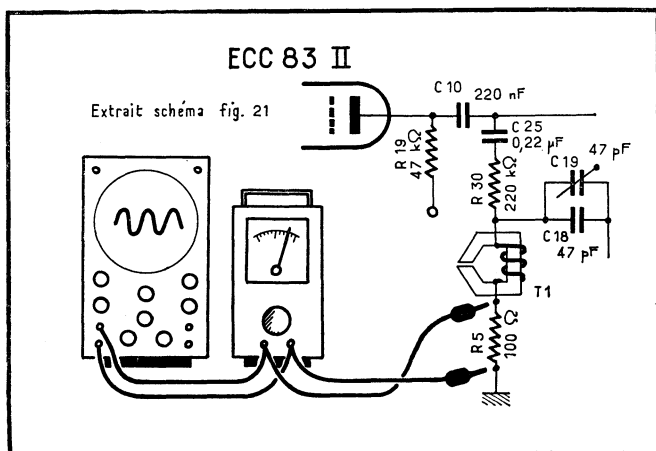 ECC 83 II
Extrait schéma fig. 21
C 10
220 nF
R 19
47 kΩ
C 25
0,22 µF
R 30
220 kΩ
47 pF
C 19
C 18
47 pF
T1
R 5
100 Ω